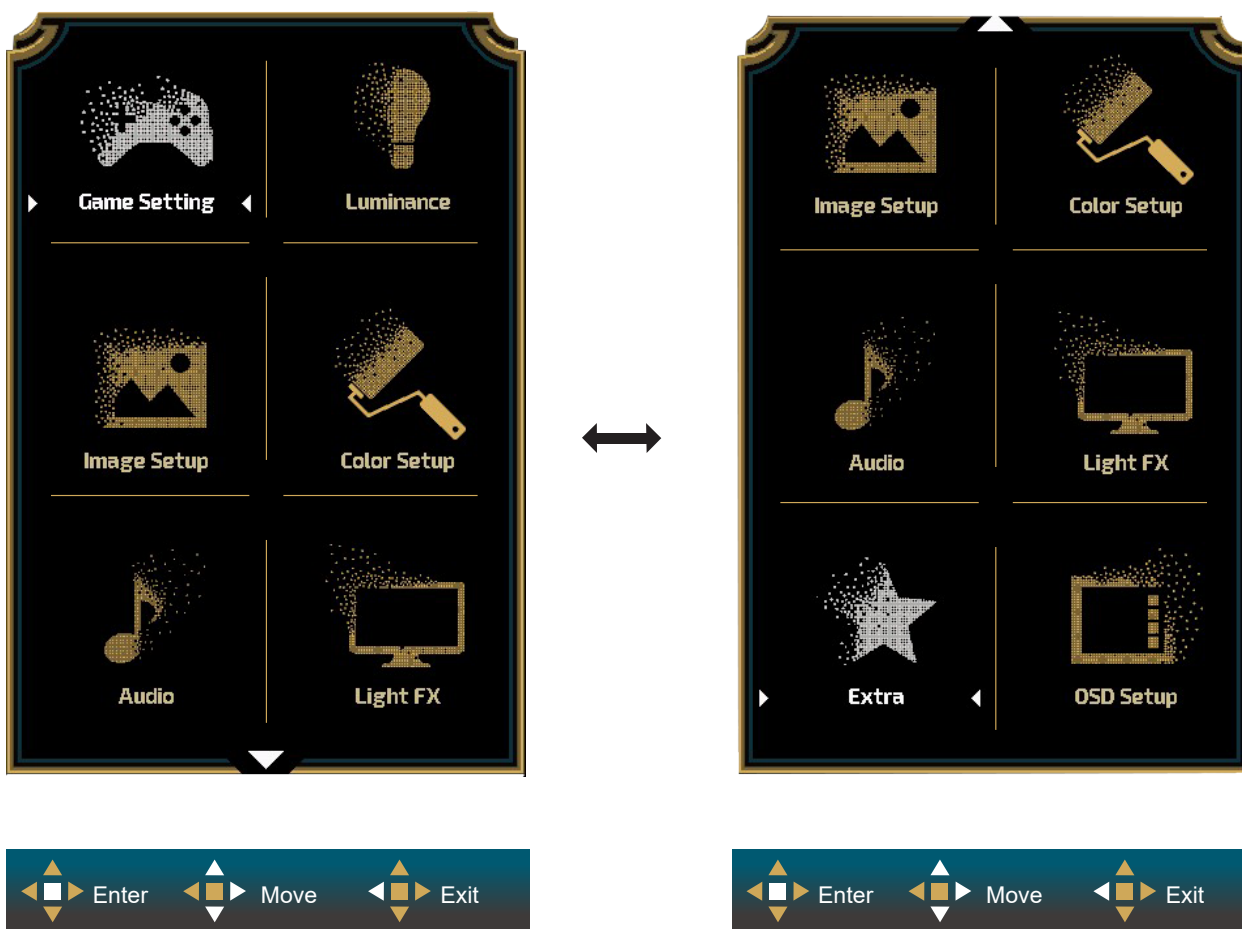 Game Setting
Luminance
Image Setup
Color Setup
Audio
Light FX
Enter
Move
Exit
Image Setup
Color Setup
Audio
Light FX
Extra
OSD Setup
Enter
Move
Exit